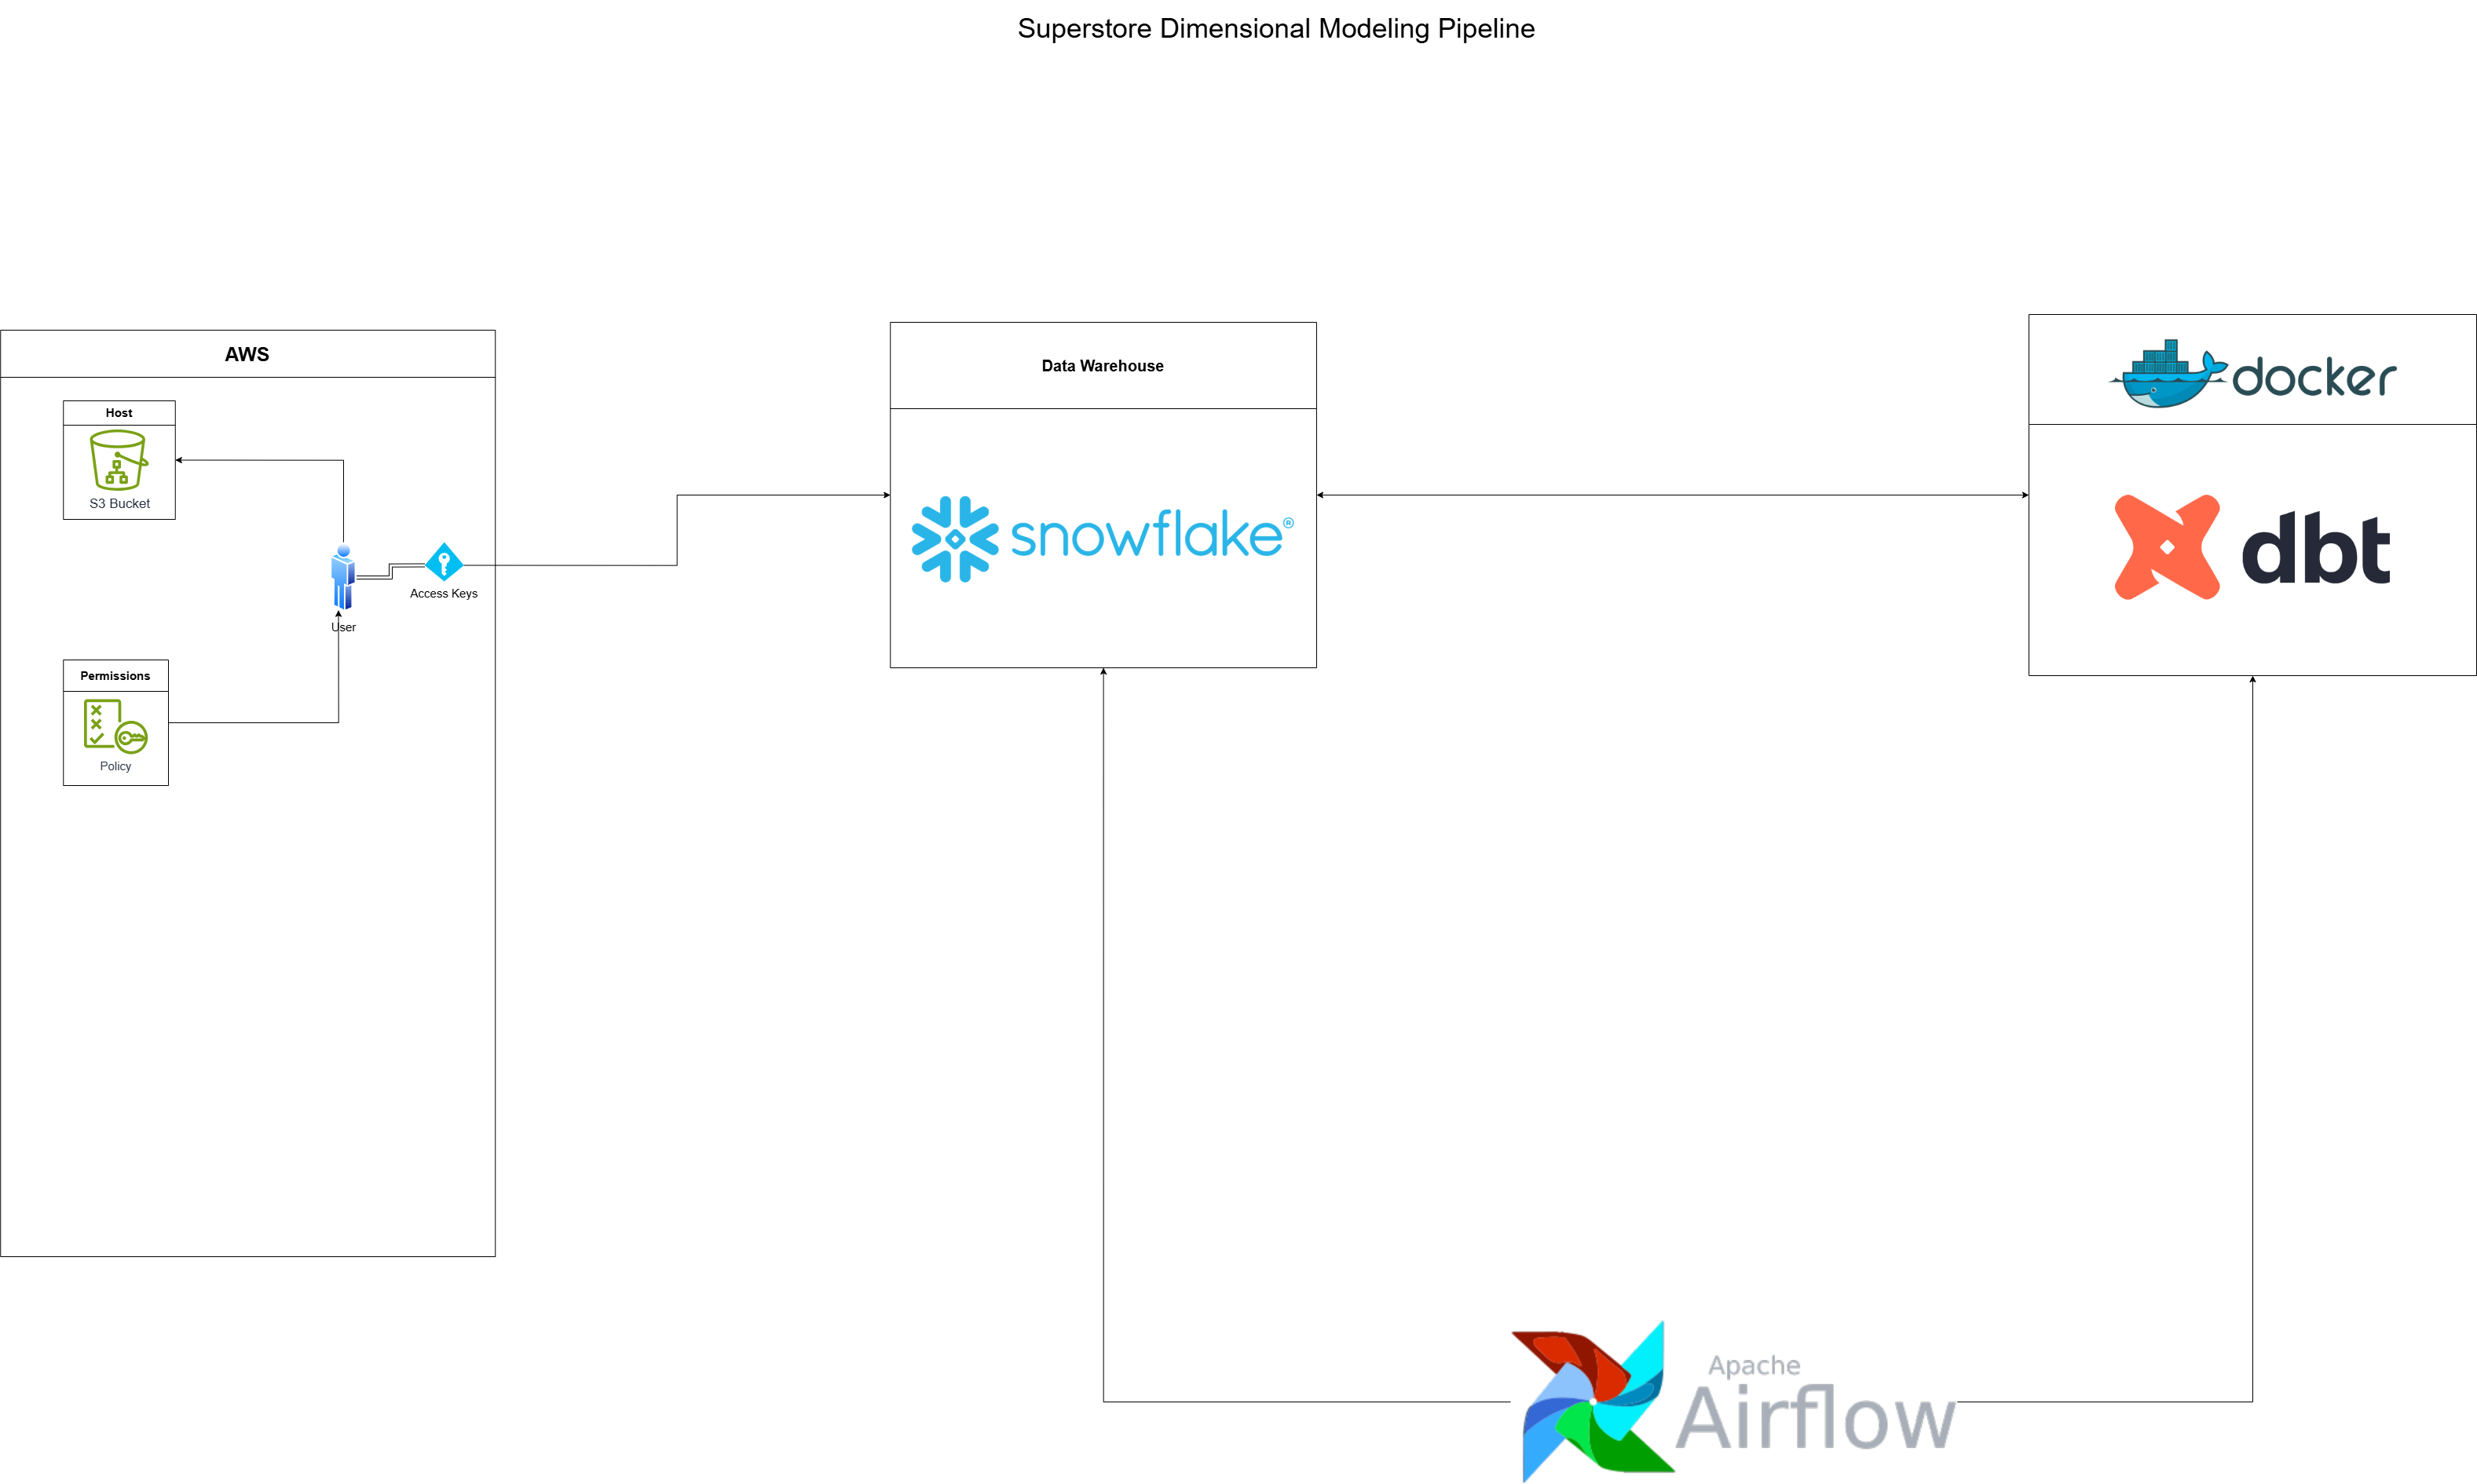 Superstore Dimensional Modeling Pipeline
AWS
Host
S3 Bucket
User
Access Keys
Permissions
Policy
Data Warehouse
snowflake®
docker
dbt
Apache
Airflow